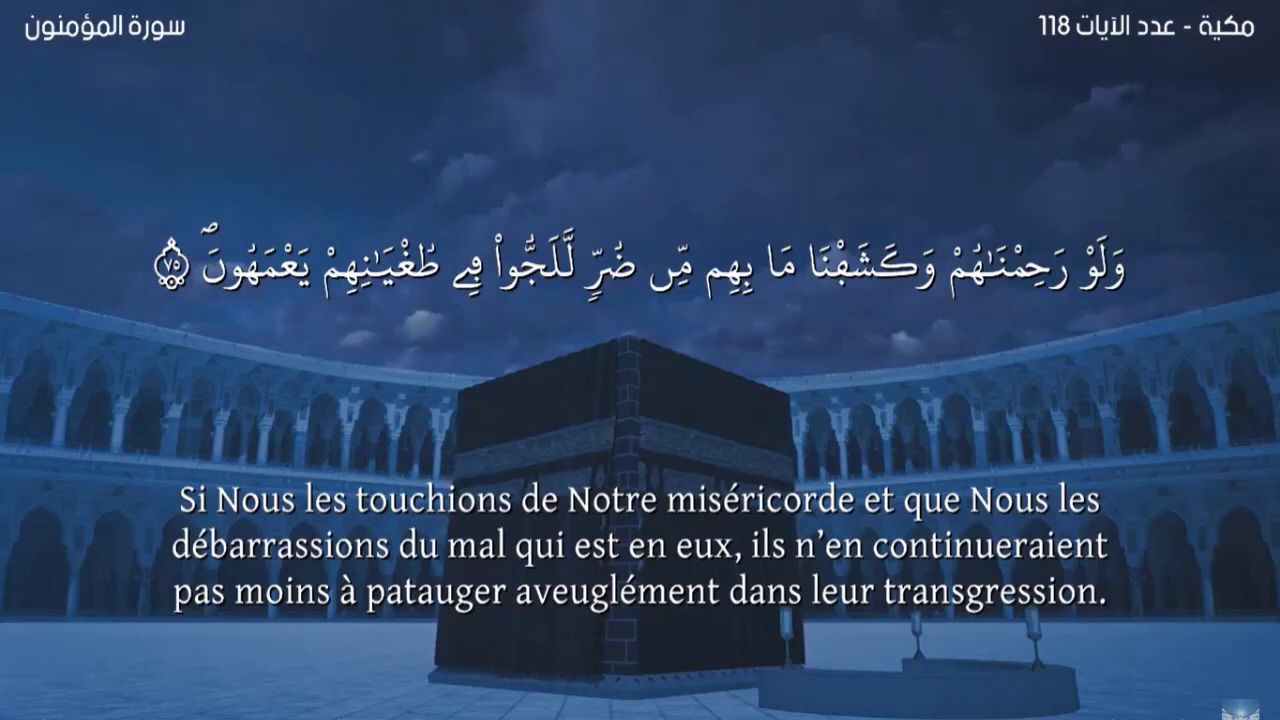 سورة المؤمنون
مكية - عدد الآيات 118
وَلَوْ رَحِمْنَٰهُمْ وَكَشَفْنَا مَا بِهِم مِّن ضُرّٖ لَّلَجُّواْ فِے طُغْيَٰنِهِمْ يَعْمَهُونَۖ ٧٥
Si Nous les touchions de Notre miséricorde et que Nous les
débarrassions du mal qui est en eux, ils n’en continueraient
pas moins à patauger aveuglément dans leur transgression.